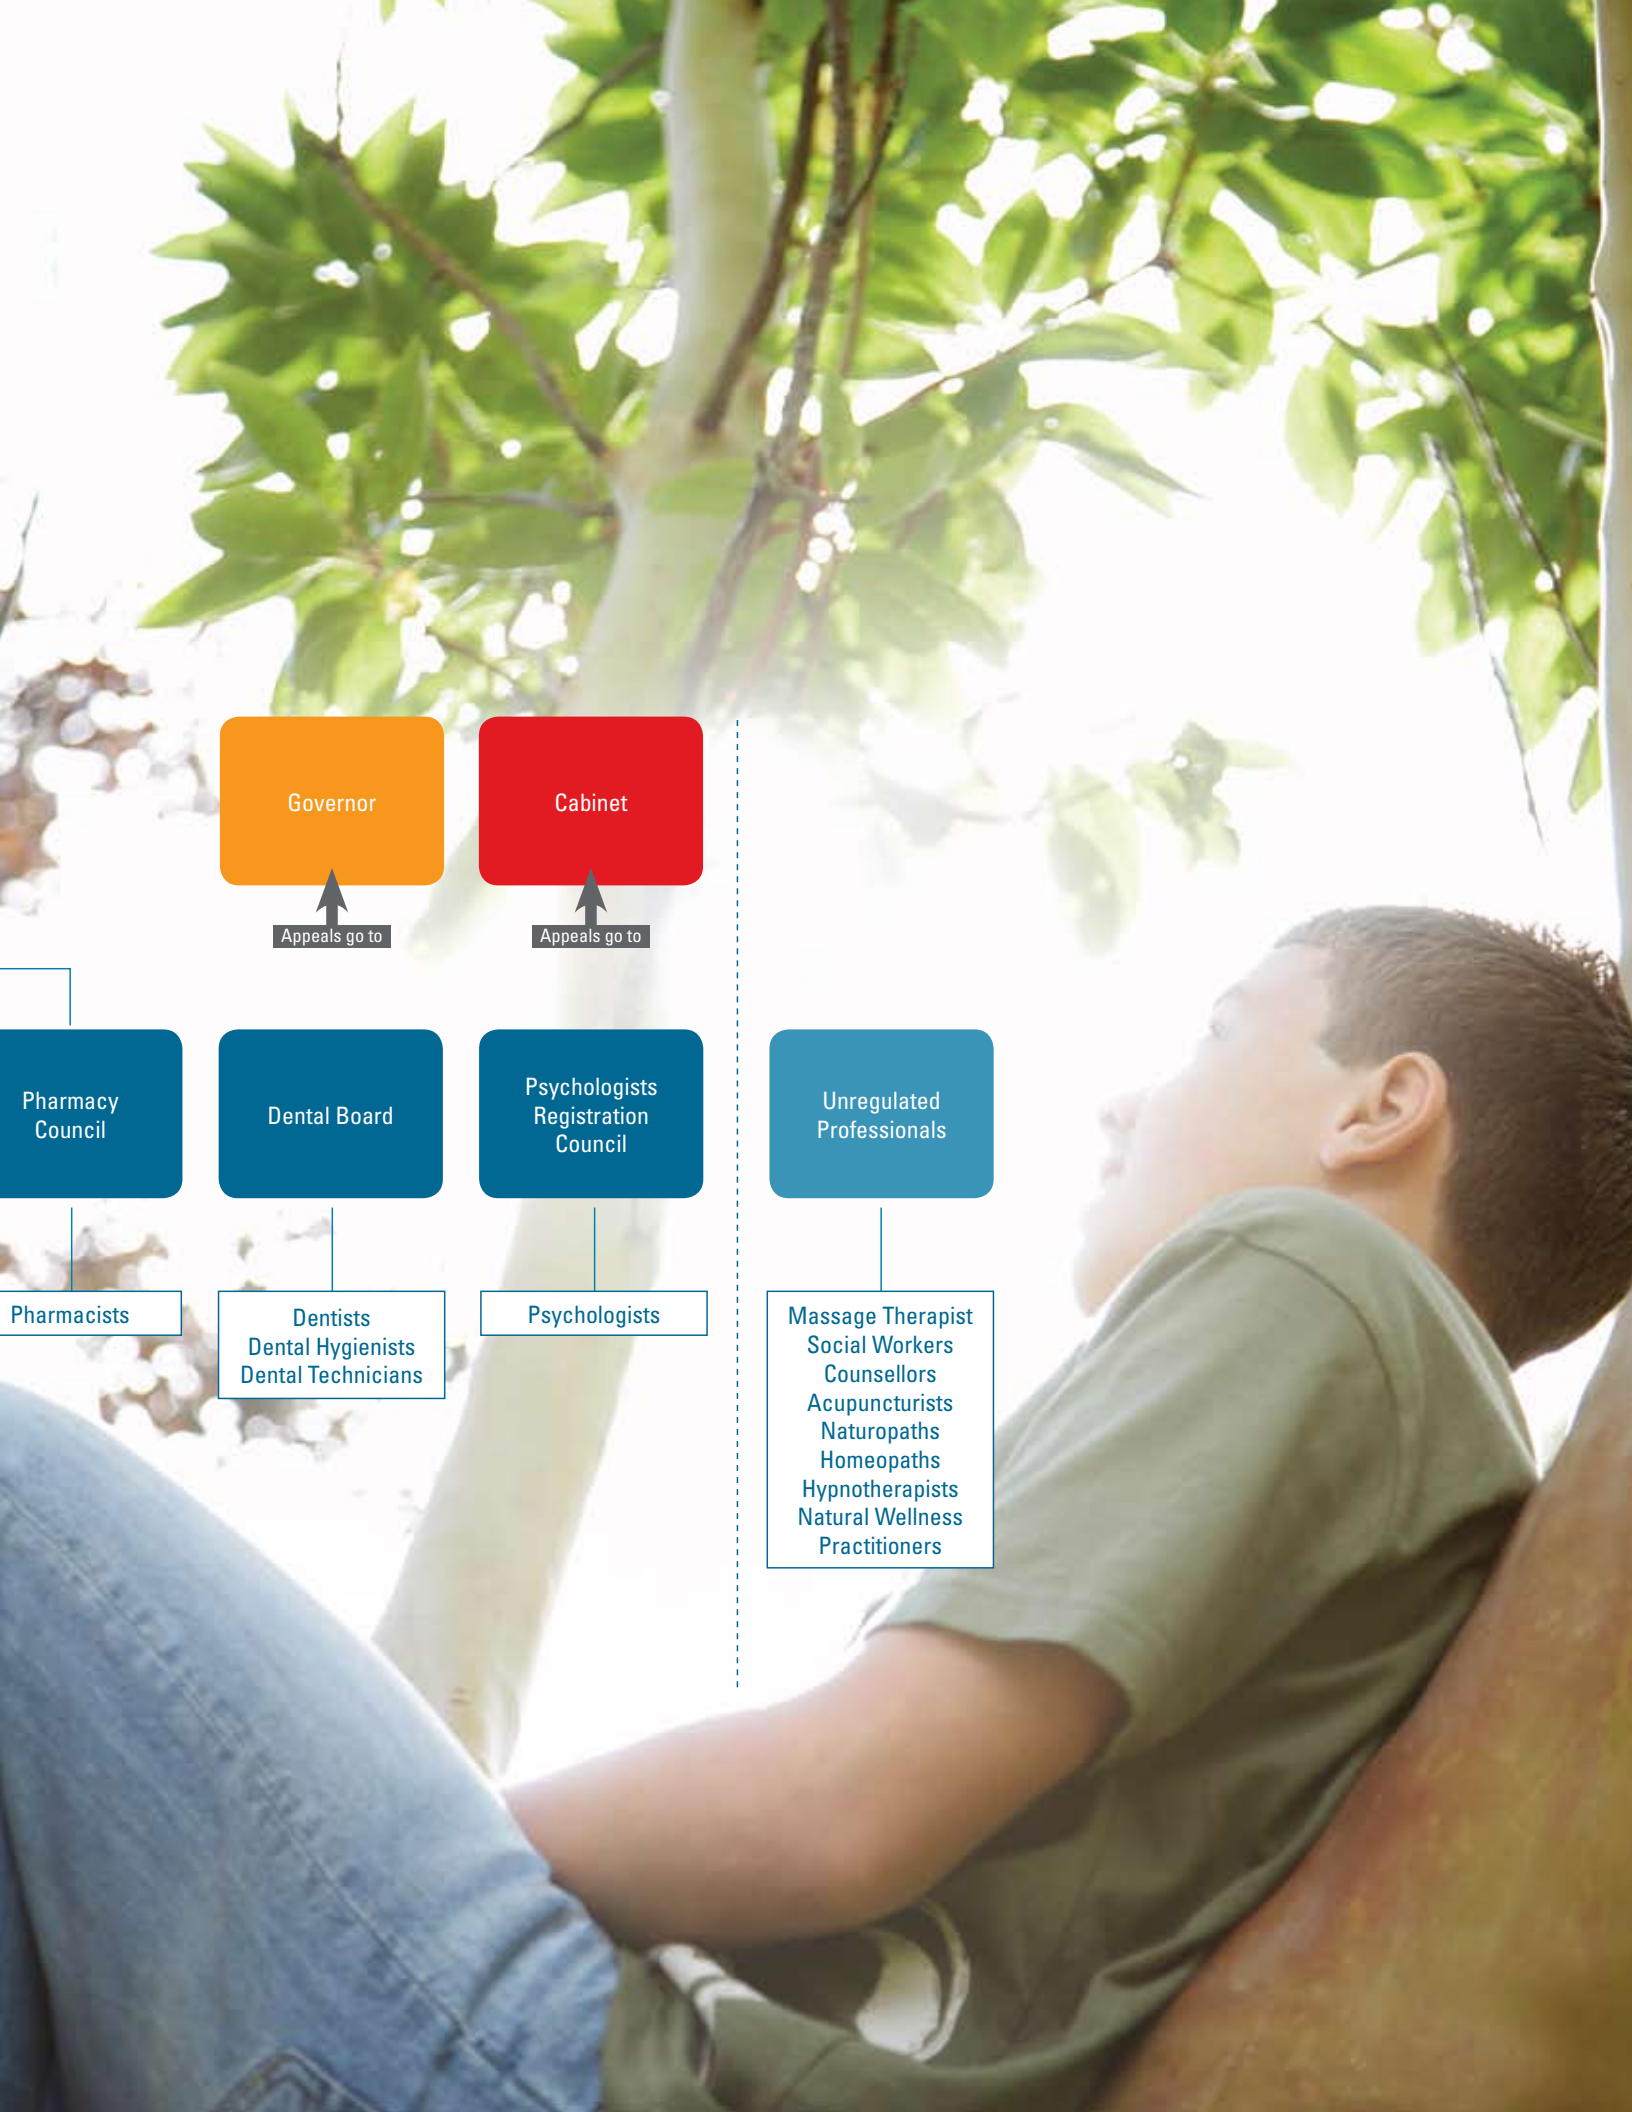 Governor
Cabinet
Appeals go to
Appeals go to
Pharmacy
Council
Dental Board
Psychologists
Registration
Council
Unregulated
Professionals
Pharmacists
Dentists
Dental Hygienists
Dental Technicians
Psychologists
Massage Therapist
Social Workers
Counsellors
Acupuncturists
Naturopaths
Homeopaths
Hypnotherapists
Natural Wellness
Practitioners